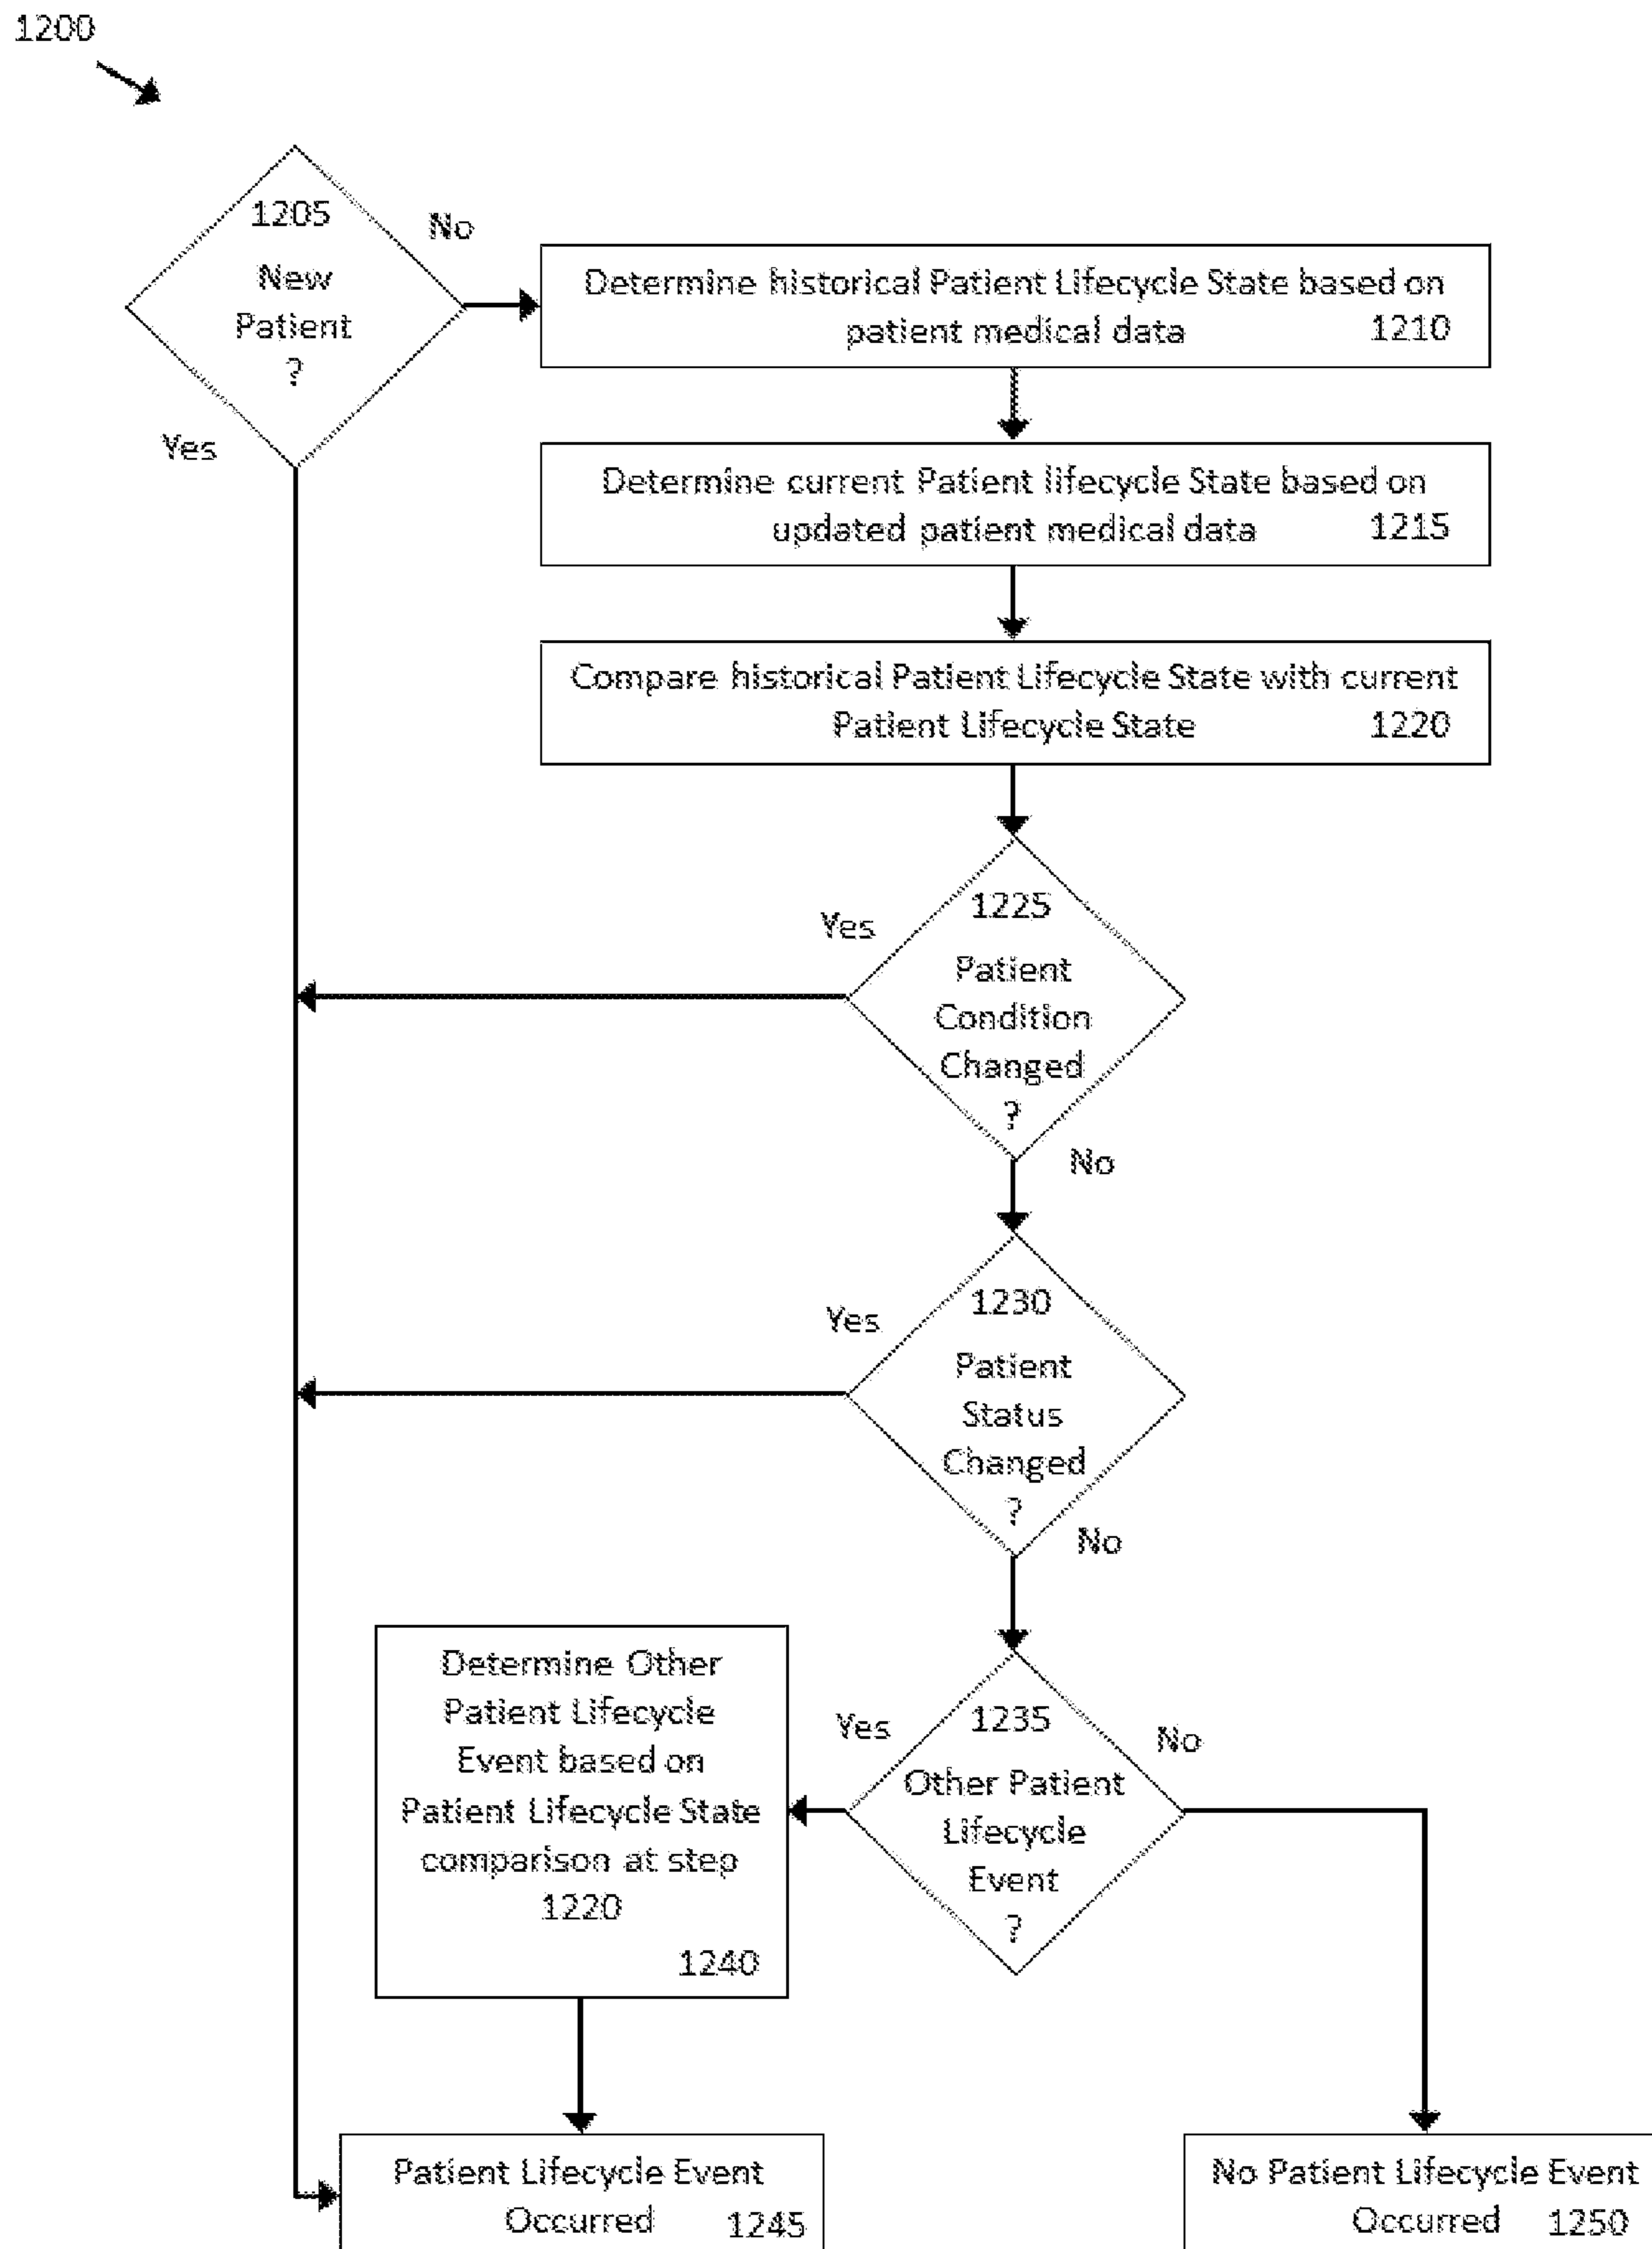 1200
1205
New
Patient
?
No
Yes
Determine historical Patient Lifecycle State based on
patient medical data 1210
Determine current Patient lifecycle State based on
updated patient medical data 1215
Compare historical Patient Lifecycle State with current
Patient Lifecycle State 1220
Yes
1225
Patient
Condition
Changed
?
No
Yes
1230
Patient
Status
Changed
?
No
Determine Other
Patient Lifecycle
Event based on
Patient Lifecycle State
comparison at step
1220
1240
Yes
1235
Other Patient
Lifecycle
Event
?
No
Patient Lifecycle Event
Occurred 1245
No Patient Lifecycle Event
Occurred 1250